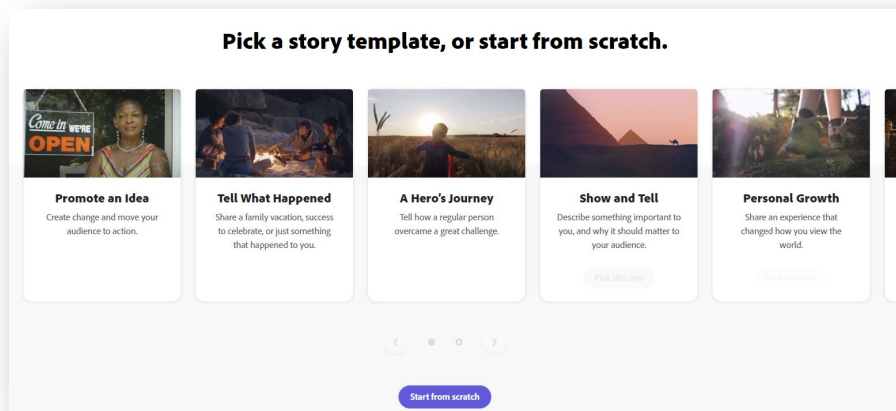 Pick a story template, or start from scratch.
Come in WE'RE
OPEN
Promote an Idea
Create change and move your
audience to action.
Tell What Happened
Share a family vacation, success
to celebrate, or just something
that happened to you.
A Hero's Journey
Tell how a regular person
overcame a great challenge.
Show and Tell
Describe something important to
you, and why it should matter to
your audience.
Pick this one
Personal Growth
Share an experience that
changed how you view the
world.
Start from scratch